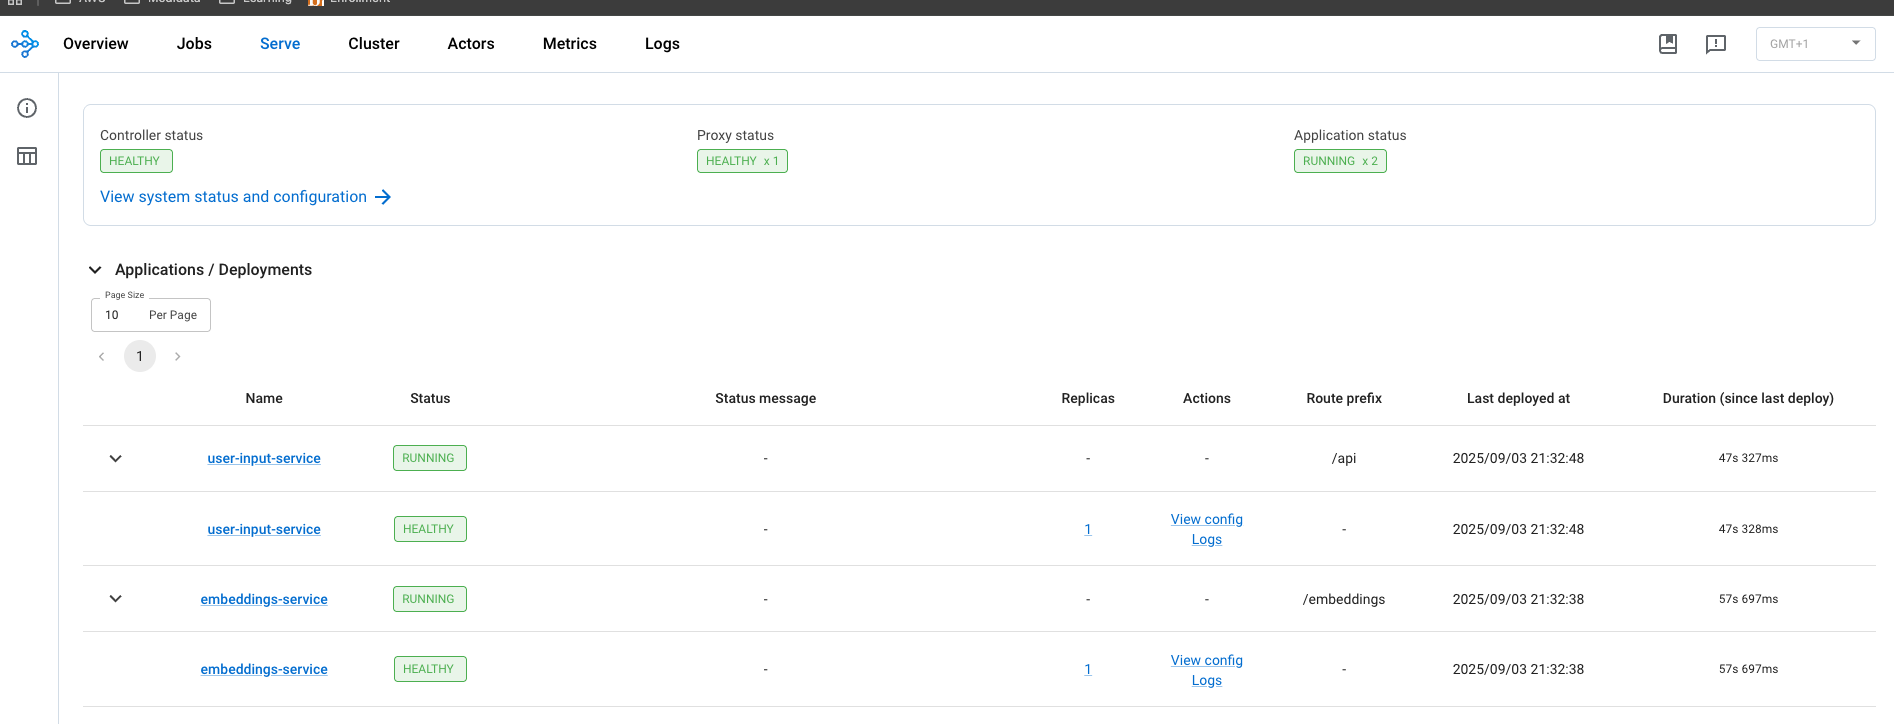 AWS Medidata Learning Enrollment
Overview Jobs Serve Cluster Actors Metrics Logs GMT+1
Controller status Proxy status Application status
HEALTHY HEALTHY x 1 RUNNING x 2
View system status and configuration
Applications / Deployments
Page Size
10 Per Page
1
Name Status Status message Replicas Actions Route prefix Last deployed at Duration (since last deploy)
user-input-service RUNNING - - - /api 2025/09/03 21:32:48 47s 327ms
user-input-service HEALTHY - 1 View config - 2025/09/03 21:32:48 47s 328ms
Logs
embeddings-service RUNNING - - - /embeddings 2025/09/03 21:32:38 57s 697ms
embeddings-service HEALTHY - 1 View config - 2025/09/03 21:32:38 57s 697ms
Logs